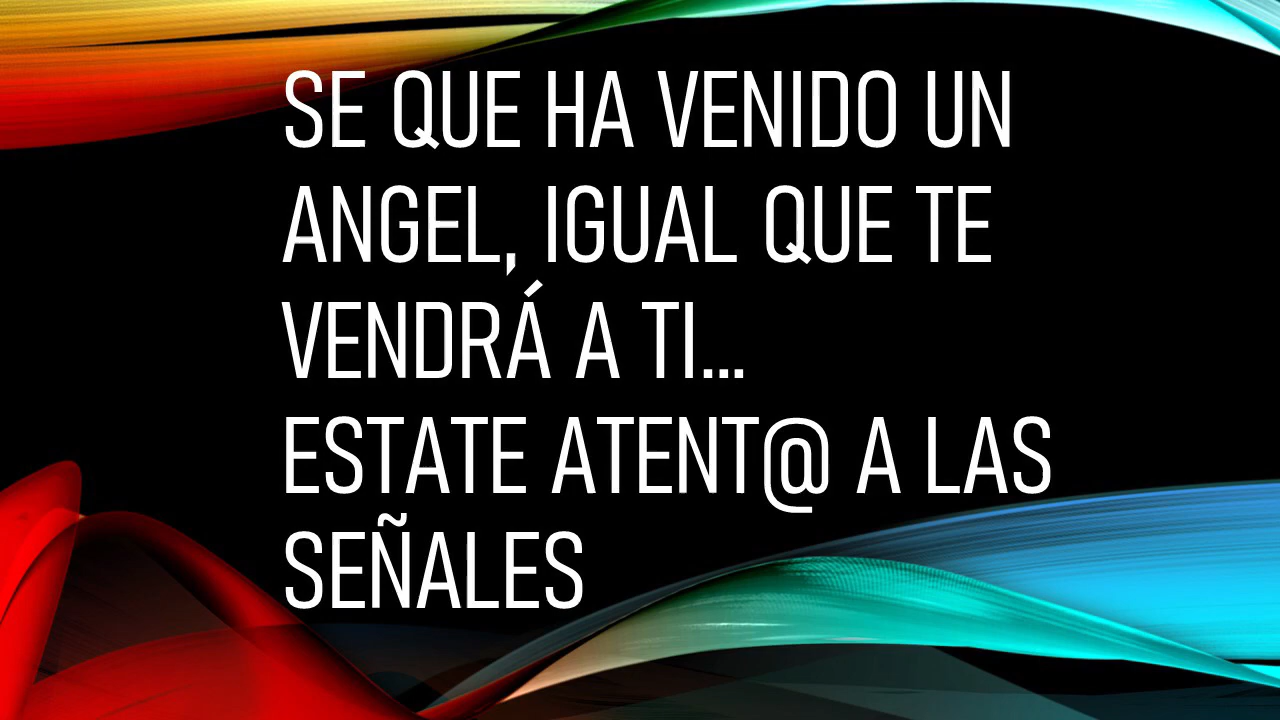 SE QUE HA VENIDO UN
ANGEL, IGUAL QUE TE
VENDRÁ A TI...
ESTATE ATENT@ A LAS
SEÑALES